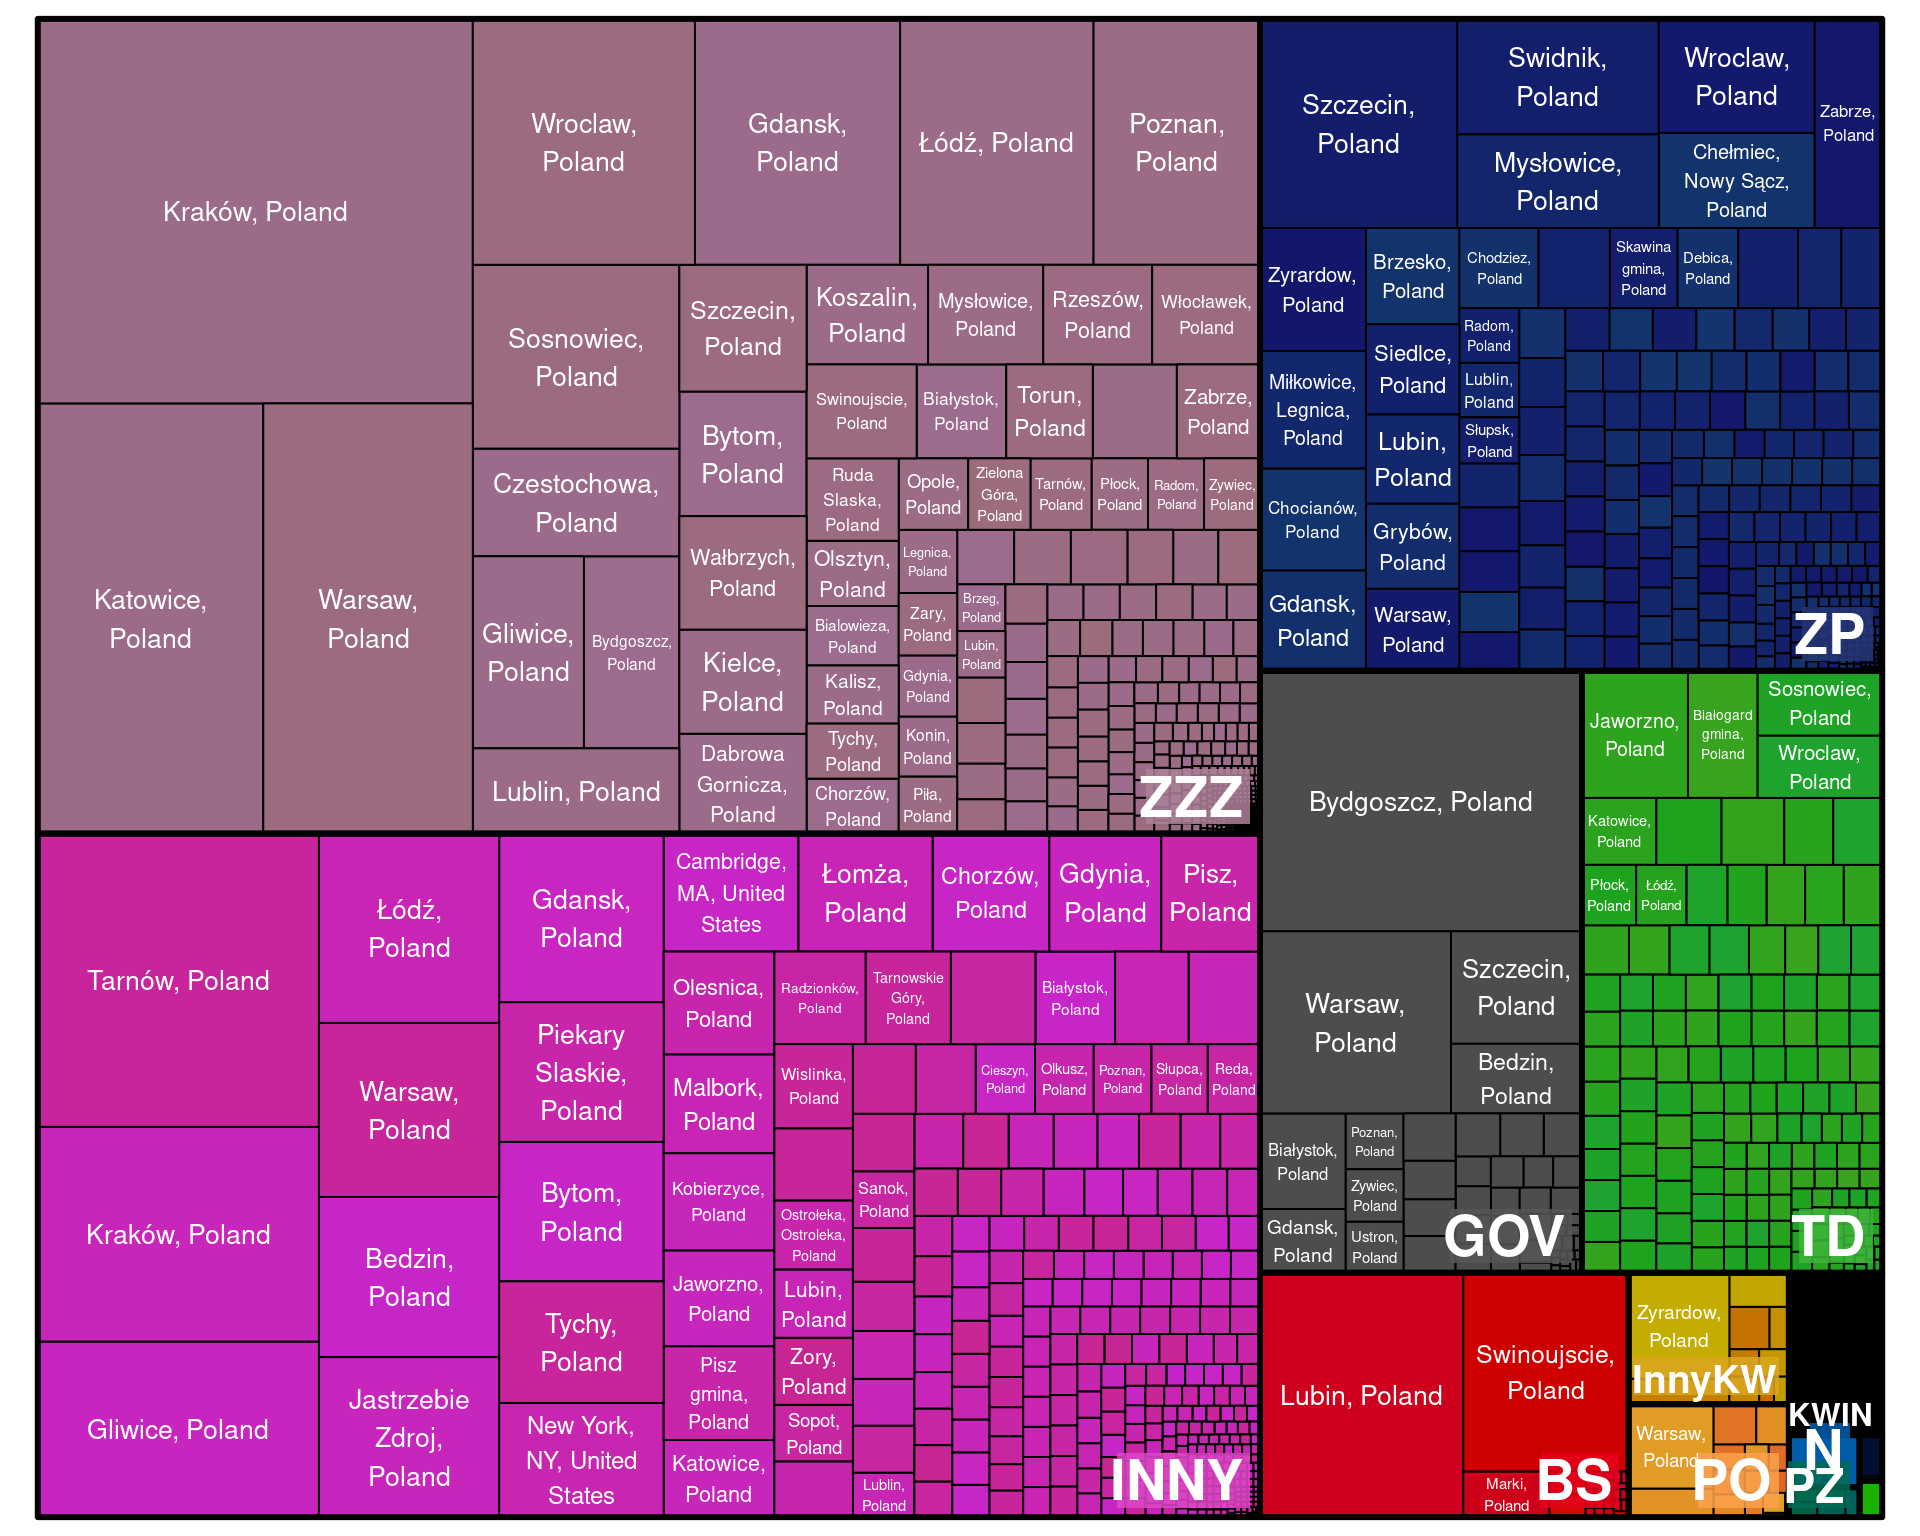 Kraków, Poland
Katowice,
Poland
Warsaw,
Poland
Wroclaw,
Poland
Gdansk,
Poland
Łódź, Poland
Poznan,
Poland
Sosnowiec,
Poland
Czestochowa,
Poland
Gliwice,
Poland
Bydgoszcz,
Poland
Lublin, Poland
Szczecin,
Poland
Bytom,
Poland
Wałbrzych,
Poland
Kielce,
Poland
Dabrowa
Gornicza,
Poland
Koszalin,
Poland
Mysłowice,
Poland
Rzeszów,
Poland
Włocławek,
Poland
Swinoujscie,
Poland
Białystok,
Poland
Torun,
Poland
Zabrze,
Poland
Ruda
Slaska,
Poland
Olsztyn,
Poland
Bialowieza,
Poland
Kalisz,
Poland
Tychy,
Poland
Chorzów,
Poland
Opole,
Poland
Zielona
Góra,
Poland
Tarnów,
Poland
Płock,
Poland
Radom,
Poland
Zywiec,
Poland
Legnica,
Poland
Zary,
Poland
Gdynia,
Poland
Konin,
Poland
Piła,
Poland
Brzeg,
Poland
Lubin,
Poland
ZZZ
Szczecin,
Poland
Swidnik,
Poland
Mysłowice,
Poland
Wroclaw,
Poland
Chełmiec,
Nowy Sącz,
Poland
Zabrze,
Poland
Zyrardow,
Poland
Miłkowice,
Legnica,
Poland
Chocianów,
Poland
Gdansk,
Poland
Brzesko,
Poland
Siedlce,
Poland
Lubin,
Poland
Grybów,
Poland
Warsaw,
Poland
Chodziez,
Poland
Skawina
gmina,
Poland
Debica,
Poland
Radom,
Poland
Lublin,
Poland
Słupsk,
Poland
ZP
Tarnów, Poland
Kraków, Poland
Gliwice, Poland
Łódź,
Poland
Warsaw,
Poland
Bedzin,
Poland
Jastrzebie
Zdroj,
Poland
Gdansk,
Poland
Piekary
Slaskie,
Poland
Bytom,
Poland
Tychy,
Poland
New York,
NY, United
States
Cambridge,
MA, United
States
Łomża,
Poland
Chorzów,
Poland
Gdynia,
Poland
Pisz,
Poland
Olesnica,
Poland
Malbork,
Poland
Kobierzyce,
Poland
Jaworzno,
Poland
Pisz
gmina,
Poland
Katowice,
Poland
Radzionków,
Poland
Tarnowskie
Góry,
Poland
Białystok,
Poland
Wislinka,
Poland
Cieszyn,
Poland
Olkusz,
Poland
Poznan,
Poland
Słupca,
Poland
Reda,
Poland
Ostrołeka,
Ostroleka,
Poland
Lubin,
Poland
Zory,
Poland
Sopot,
Poland
Sanok,
Poland
Lublin,
Poland
INNY
Bydgoszcz, Poland
Warsaw,
Poland
Szczecin,
Poland
Bedzin,
Poland
Białystok,
Poland
Gdansk,
Poland
Poznan,
Poland
Zywiec,
Poland
Ustron,
Poland
GOV
Jaworzno,
Poland
Białogard
gmina,
Poland
Sosnowiec,
Poland
Wroclaw,
Poland
Katowice,
Poland
Płock,
Poland
Łódź,
Poland
TD
Lubin, Poland
Swinoujscie,
Poland
Marki,
Poland
BS
Zyrardow,
Poland
InnyKW
Warsaw,
Poland
PO
KWIN
N
PZ